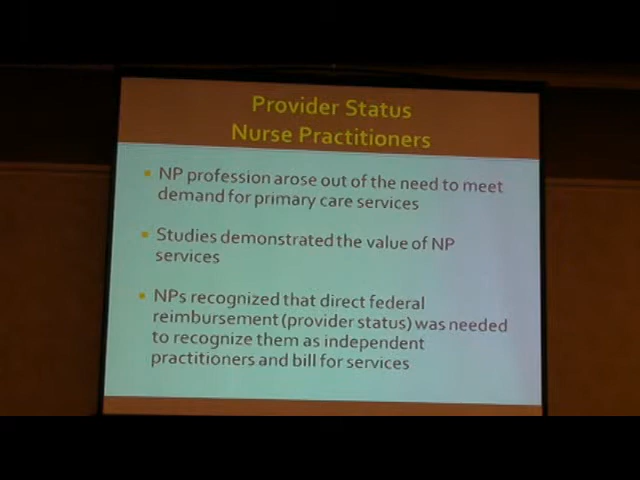 Provider Status
Nurse Practitioners
NP profession arose out of the need to meet
demand for primary care services
Studies demonstrated the value of NP
services
NPs recognized that direct federal
reimbursement (provider status) was needed
to recognize them as independent
practitioners and bill for services